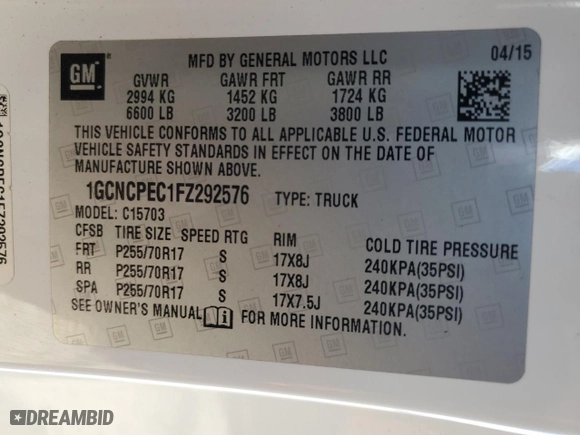 GM
MFD BY GENERAL MOTORS LLC
04/15
GVWR GAWR FRT GAWR RR
2994 KG 1452 KG 1724 KG
6600 LB 3200 LB 3800 LB
THIS VEHICLE CONFORMS TO ALL APPLICABLE U.S. FEDERAL MOTOR
VEHICLE SAFETY STANDARDS IN EFFECT ON THE DATE OF
MANUFACTURE SHOWN ABOVE.
1GCNCPEC1FZ292576 TYPE: TRUCK
MODEL: C15703
CFSB TIRE SIZE SPEED RTG RIM COLD TIRE PRESSURE
FRT P255/70R17 S 17X8J 240KPA(35PSI)
RR P255/70R17 S 17X8J 240KPA(35PSI)
SPA P255/70R17 S 17X7.5J 240KPA(35PSI)
SEE OWNER'S MANUAL FOR MORE INFORMATION.
1GCNCPEC1FZ292576
DREAMBID